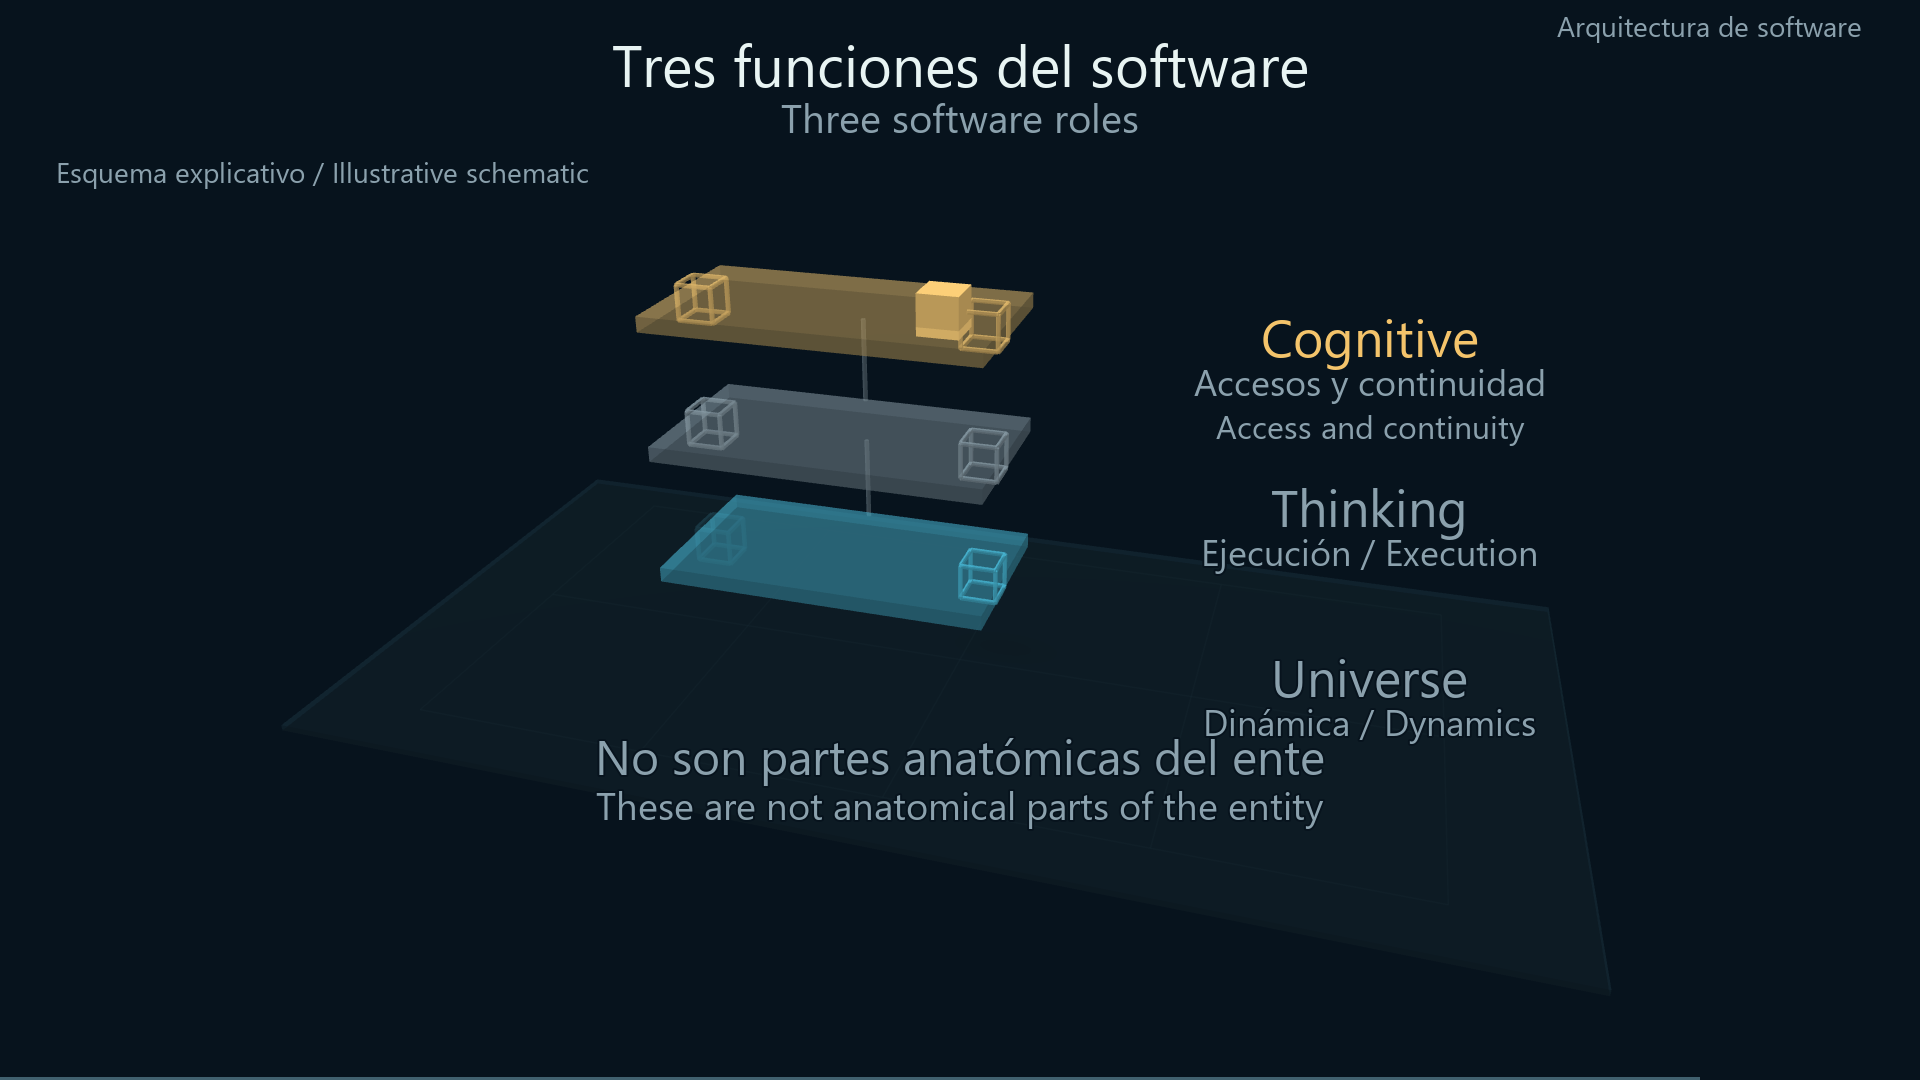 Arquitectura de software
Tres funciones del software
Three software roles
Esquema explicativo / Illustrative schematic
Cognitive
Accesos y continuidad
Access and continuity
Thinking
Ejecución / Execution
Universe
Dinámica / Dynamics
No son partes anatómicas del ente
These are not anatomical parts of the entity